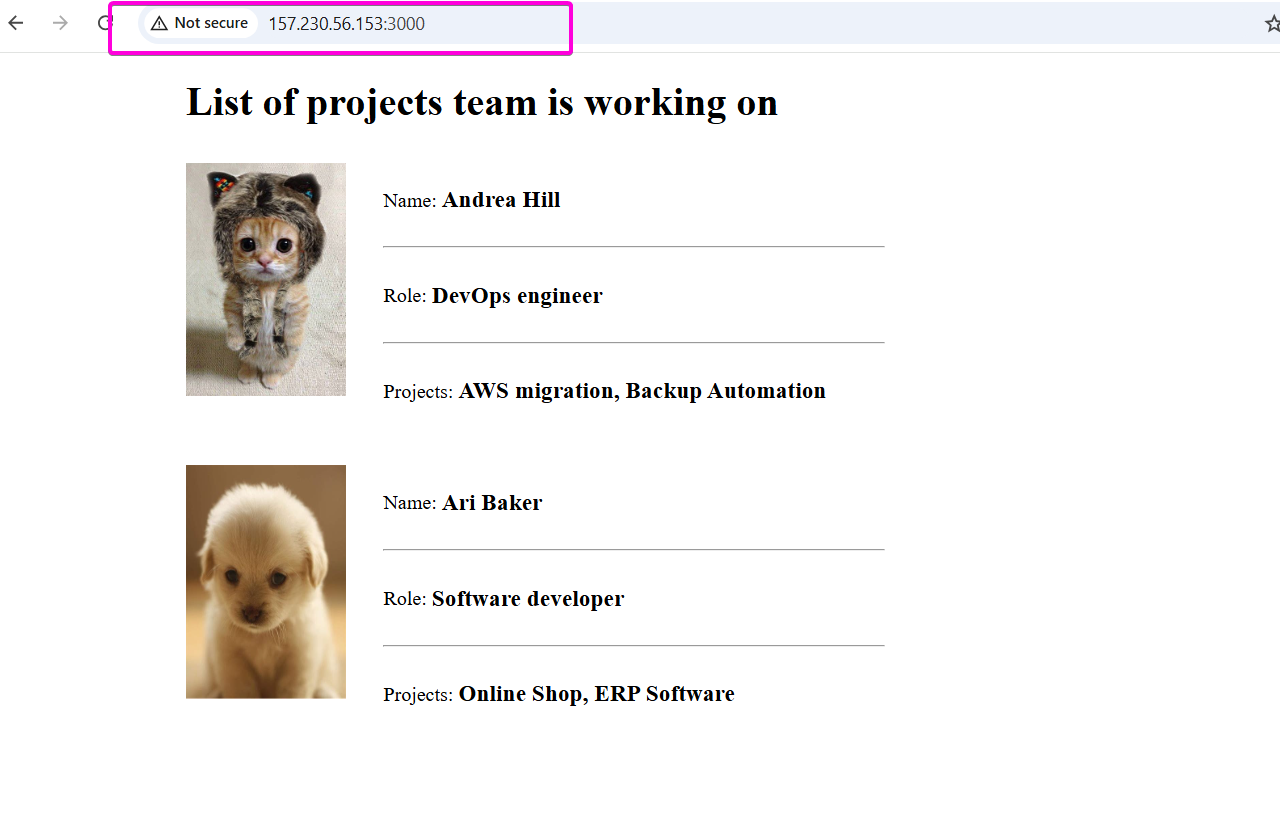 Not secure 157.230.56.153:3000
List of projects team is working on
Name: Andrea Hill
Role: DevOps engineer
Projects: AWS migration, Backup Automation
Name: Ari Baker
Role: Software developer
Projects: Online Shop, ERP Software